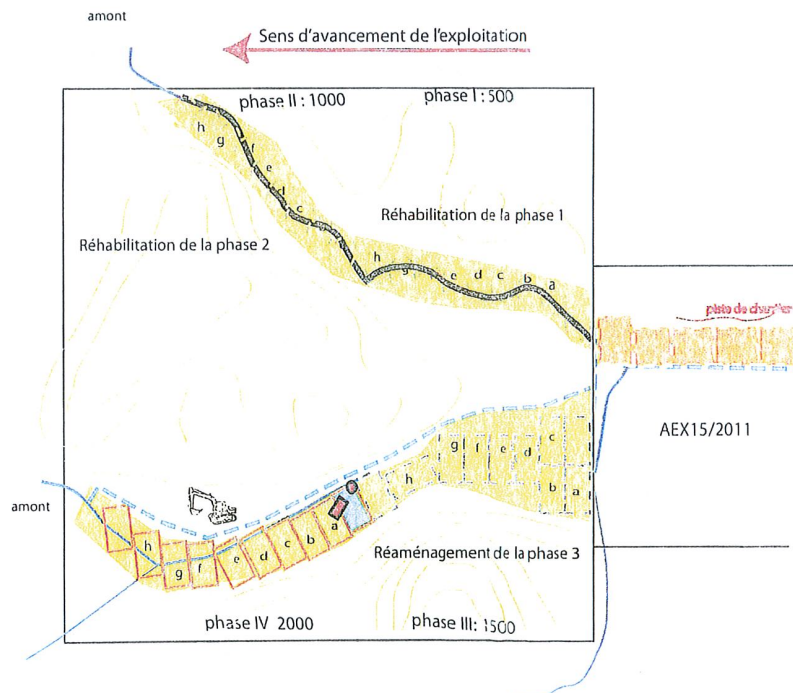 amont
Sens d'avancement de l'exploitation
phase II : 1000
phase I : 500
h
g
f
e
d
c
Réhabilitation de la phase 1
Réhabilitation de la phase 2
h
g
e
d
c
b
a
piste de chantier
AEX15/2011
c
g
f
e
d
h
b
a
amont
h
g
f
e
d
c
b
a
Réaménagement de la phase 3
phase IV 2000
phase III: 1500